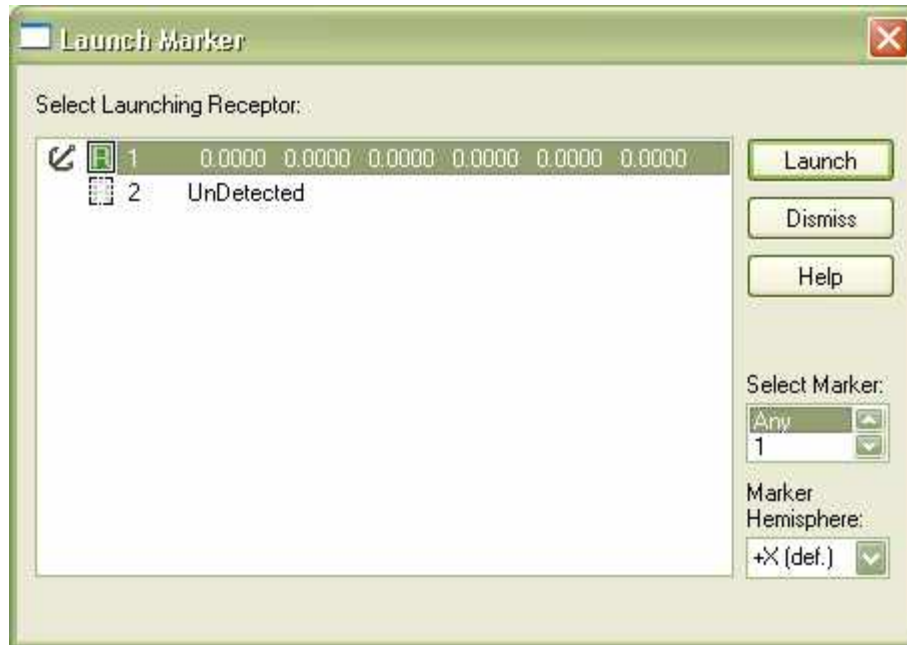 Launch Marker
Select Launching Receptor:
R 1 0.0000 0.0000 0.0000 0.0000 0.0000 0.0000
2 UnDetected
Launch
Dismiss
Help
Select Marker:
Any
1
Marker
Hemisphere:
+X (def.)